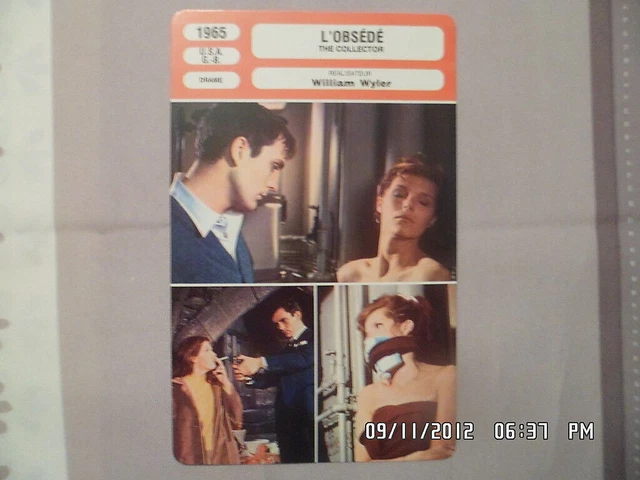 1965
L'OBSÉDÉ
THE COLLECTOR
U.S.A.
G.-B.
DRAME
RÉALISATEUR
William Wyler
09/11/2012 06:37 PM